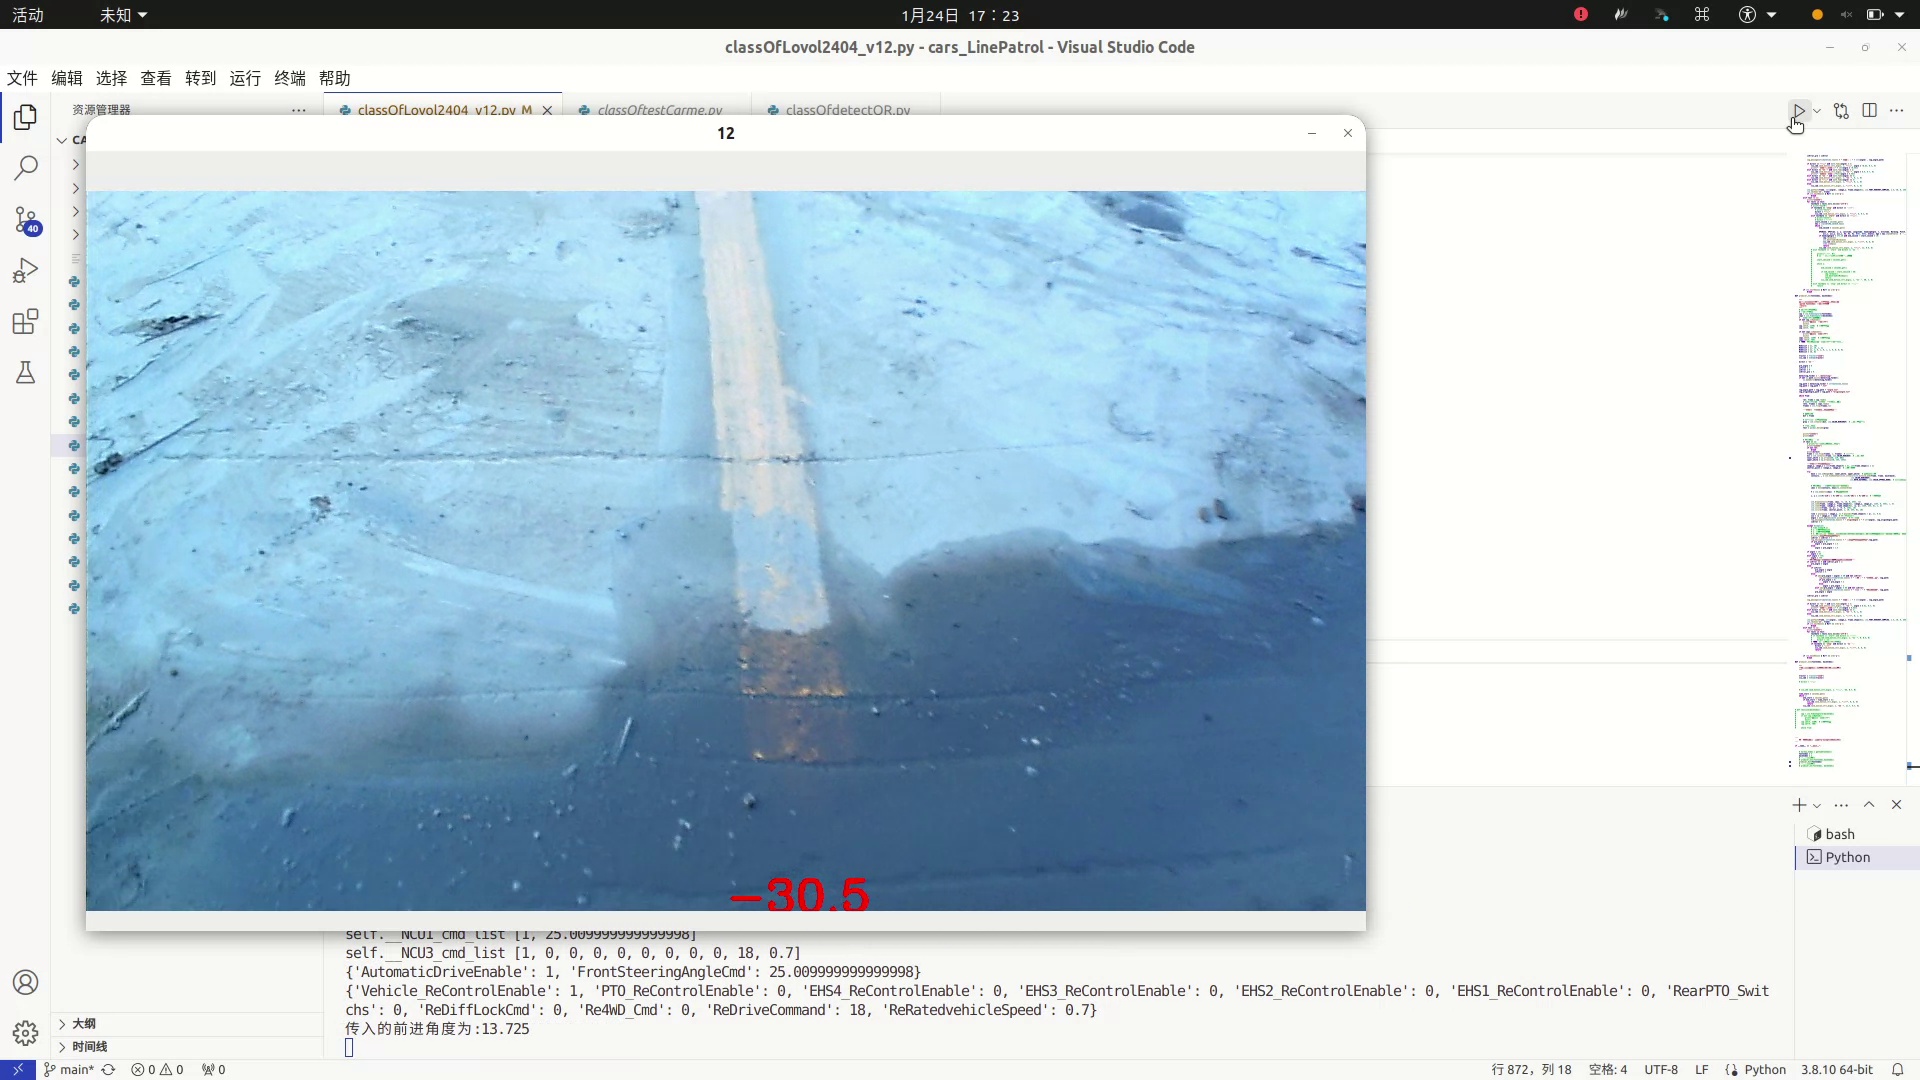 活动
未知
1月24日 17:23
classOfLovol2404_v12.py - cars_LinePatrol - Visual Studio Code
文件 编辑 选择 查看 转到 运行 终端 帮助
资源管理器
classOfLovol2404_v12.py M
classOftestCarme.py
classOfdetectQR.py
CA
12
40
-30.5
bash
Python
self.__NCU1_cmd_list [1, 25.009999999999998]
self.__NCU3_cmd_list [1, 0, 0, 0, 0, 0, 0, 0, 0, 18, 0.7]
{'AutomaticDriveEnable': 1, 'FrontSteeringAngleCmd': 25.009999999999998}
{'Vehicle_ReControlEnable': 1, 'PTO_ReControlEnable': 0, 'EHS4_ReControlEnable': 0, 'EHS3_ReControlEnable': 0, 'EHS2_ReControlEnable': 0, 'EHS1_ReControlEnable': 0, 'RearPTO_Swit
chs': 0, 'ReDiffLockCmd': 0, 'Re4WD_Cmd': 0, 'ReDriveCommand': 18, 'ReRatedvehicleSpeed': 0.7}
传入的前进角度为:13.725
大纲
时间线
main* 0 0 0
行 872, 列 18 空格: 4 UTF-8 LF Python 3.8.10 64-bit